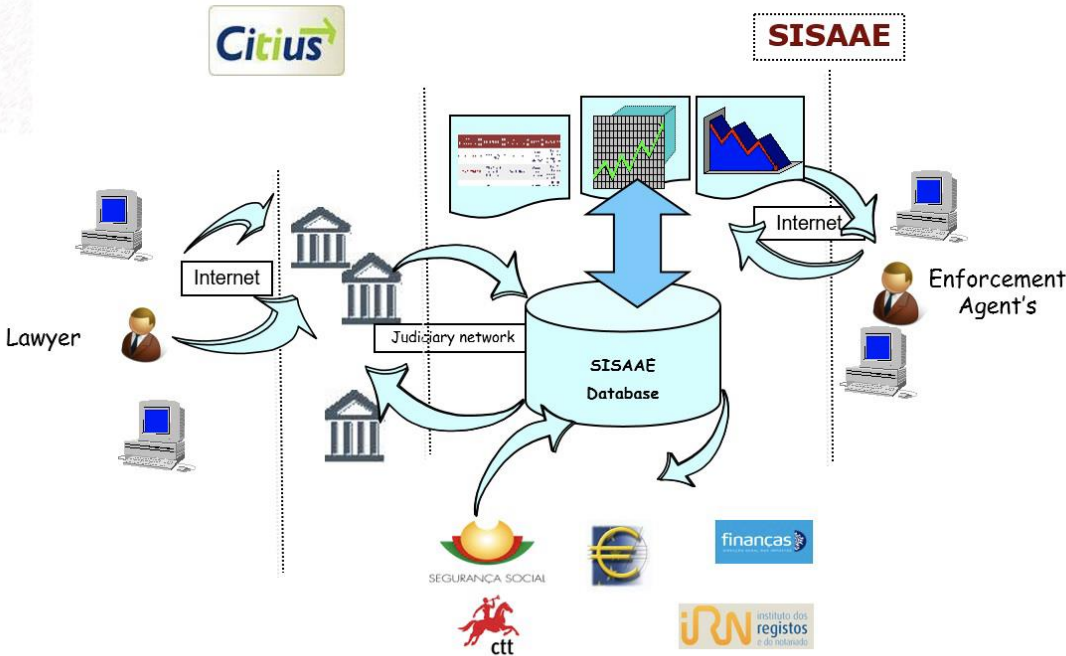 Citius
SISAAE
Internet
Internet
Enforcement
Agent's
Lawyer
Judiciary network
SISAAE
Database
SEGURANÇA SOCIAL
finanças
ctt
iRN
instituto dos
registos
e do notariado